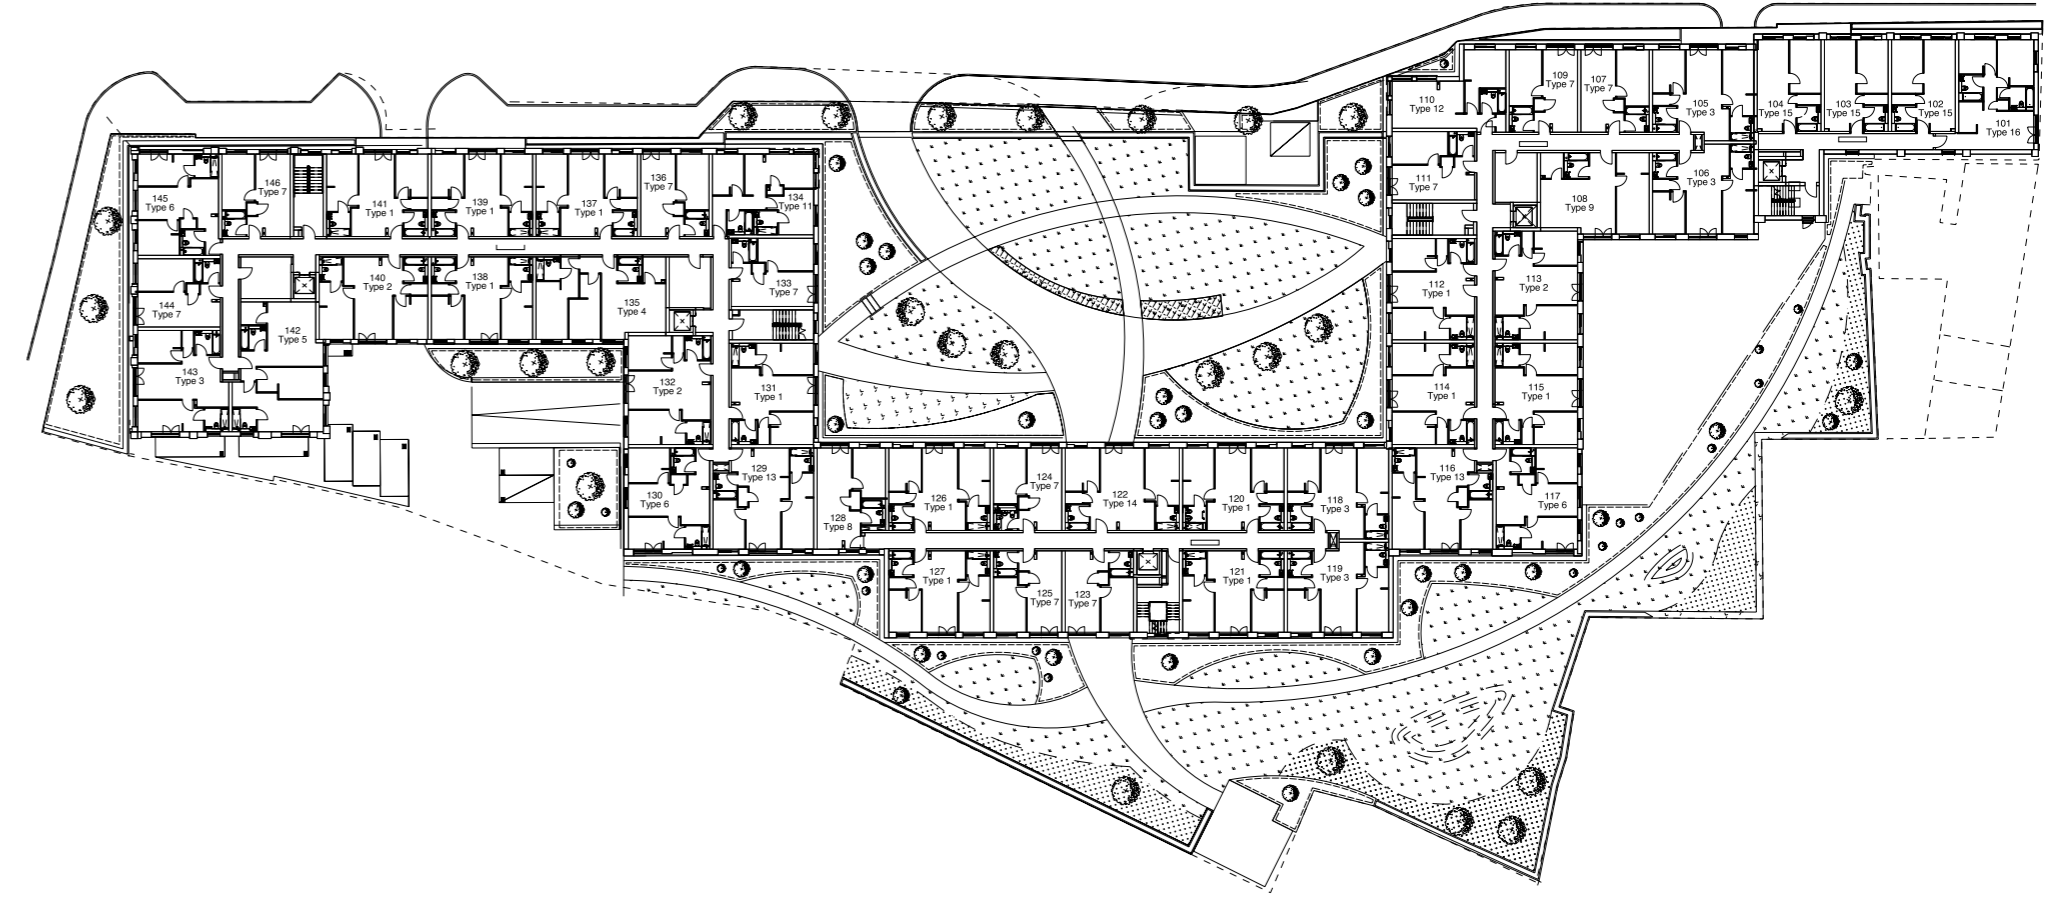 109
Type 7
107
Type 7
110
Type 12
105
Type 3
104
Type 15
103
Type 15
102
Type 15
101
Type 16
111
Type 7
108
Type 9
106
Type 3
145
Type 6
146
Type 7
141
Type 1
139
Type 1
137
Type 1
136
Type 7
134
Type 11
144
Type 7
140
Type 2
138
Type 1
135
Type 4
133
Type 7
112
Type 1
113
Type 2
142
Type 5
143
Type 3
132
Type 2
131
Type 1
114
Type 1
115
Type 1
130
Type 6
129
Type 13
128
Type 8
126
Type 1
124
Type 7
122
Type 14
120
Type 1
118
Type 3
116
Type 13
117
Type 6
127
Type 1
125
Type 7
123
Type 7
121
Type 1
119
Type 3